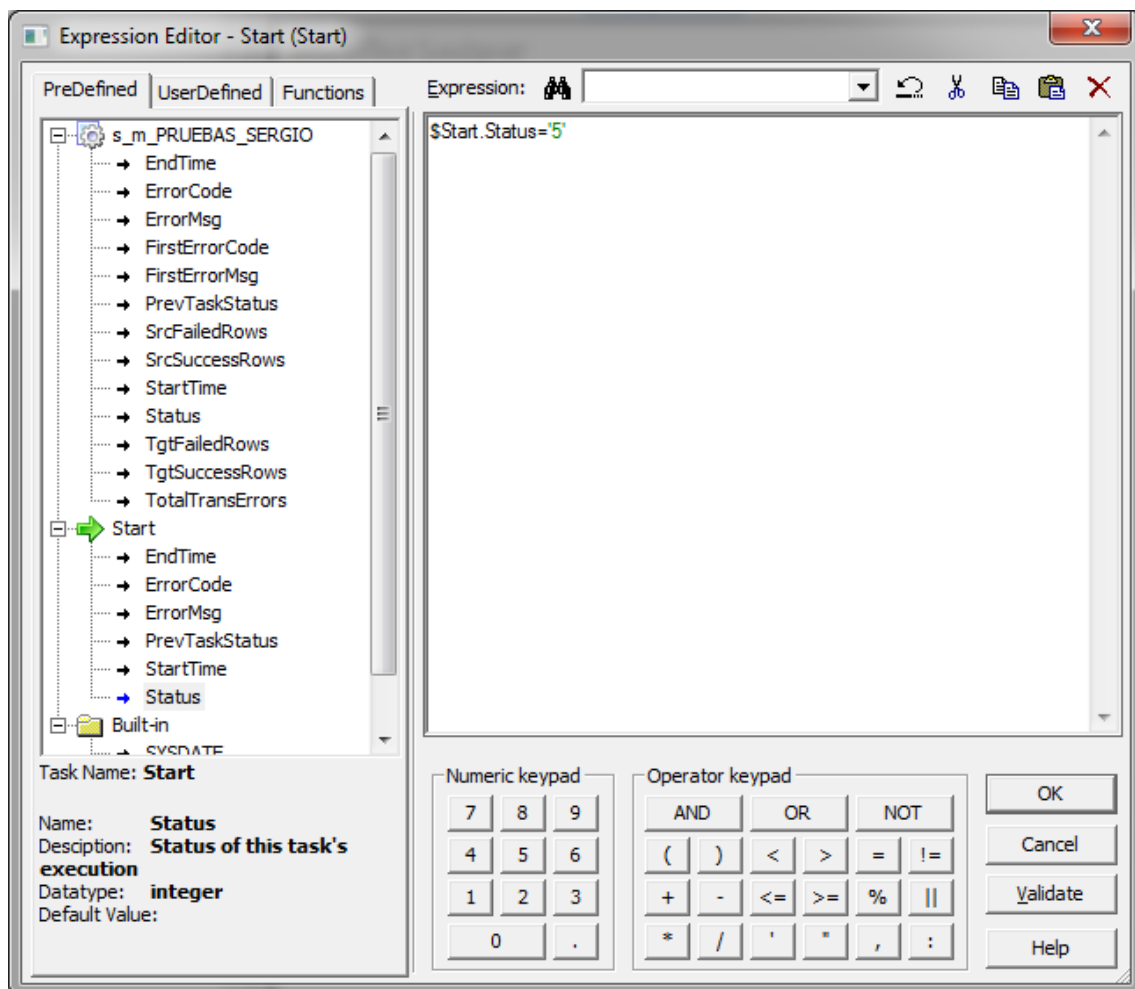 Expression Editor - Start (Start)
PreDefined UserDefined Functions
Expression:
s_m_PRUEBAS_SERGIO
EndTime
ErrorCode
ErrorMsg
FirstErrorCode
FirstErrorMsg
PrevTaskStatus
SrcFailedRows
SrcSuccessRows
StartTime
Status
TgtFailedRows
TgtSuccessRows
TotalTransErrors
Start
EndTime
ErrorCode
ErrorMsg
PrevTaskStatus
StartTime
Status
Built-in
SYSDATE
Task Name: Start
Name: Status
Desciption: Status of this task's
execution
Datatype: integer
Default Value:
$Start.Status='5'
Numeric keypad
7 8 9
4 5 6
1 2 3
0 .
Operator keypad
AND OR NOT
( ) < > = !=
+ - <= >= % ||
* / ' " , :
OK
Cancel
Validate
Help